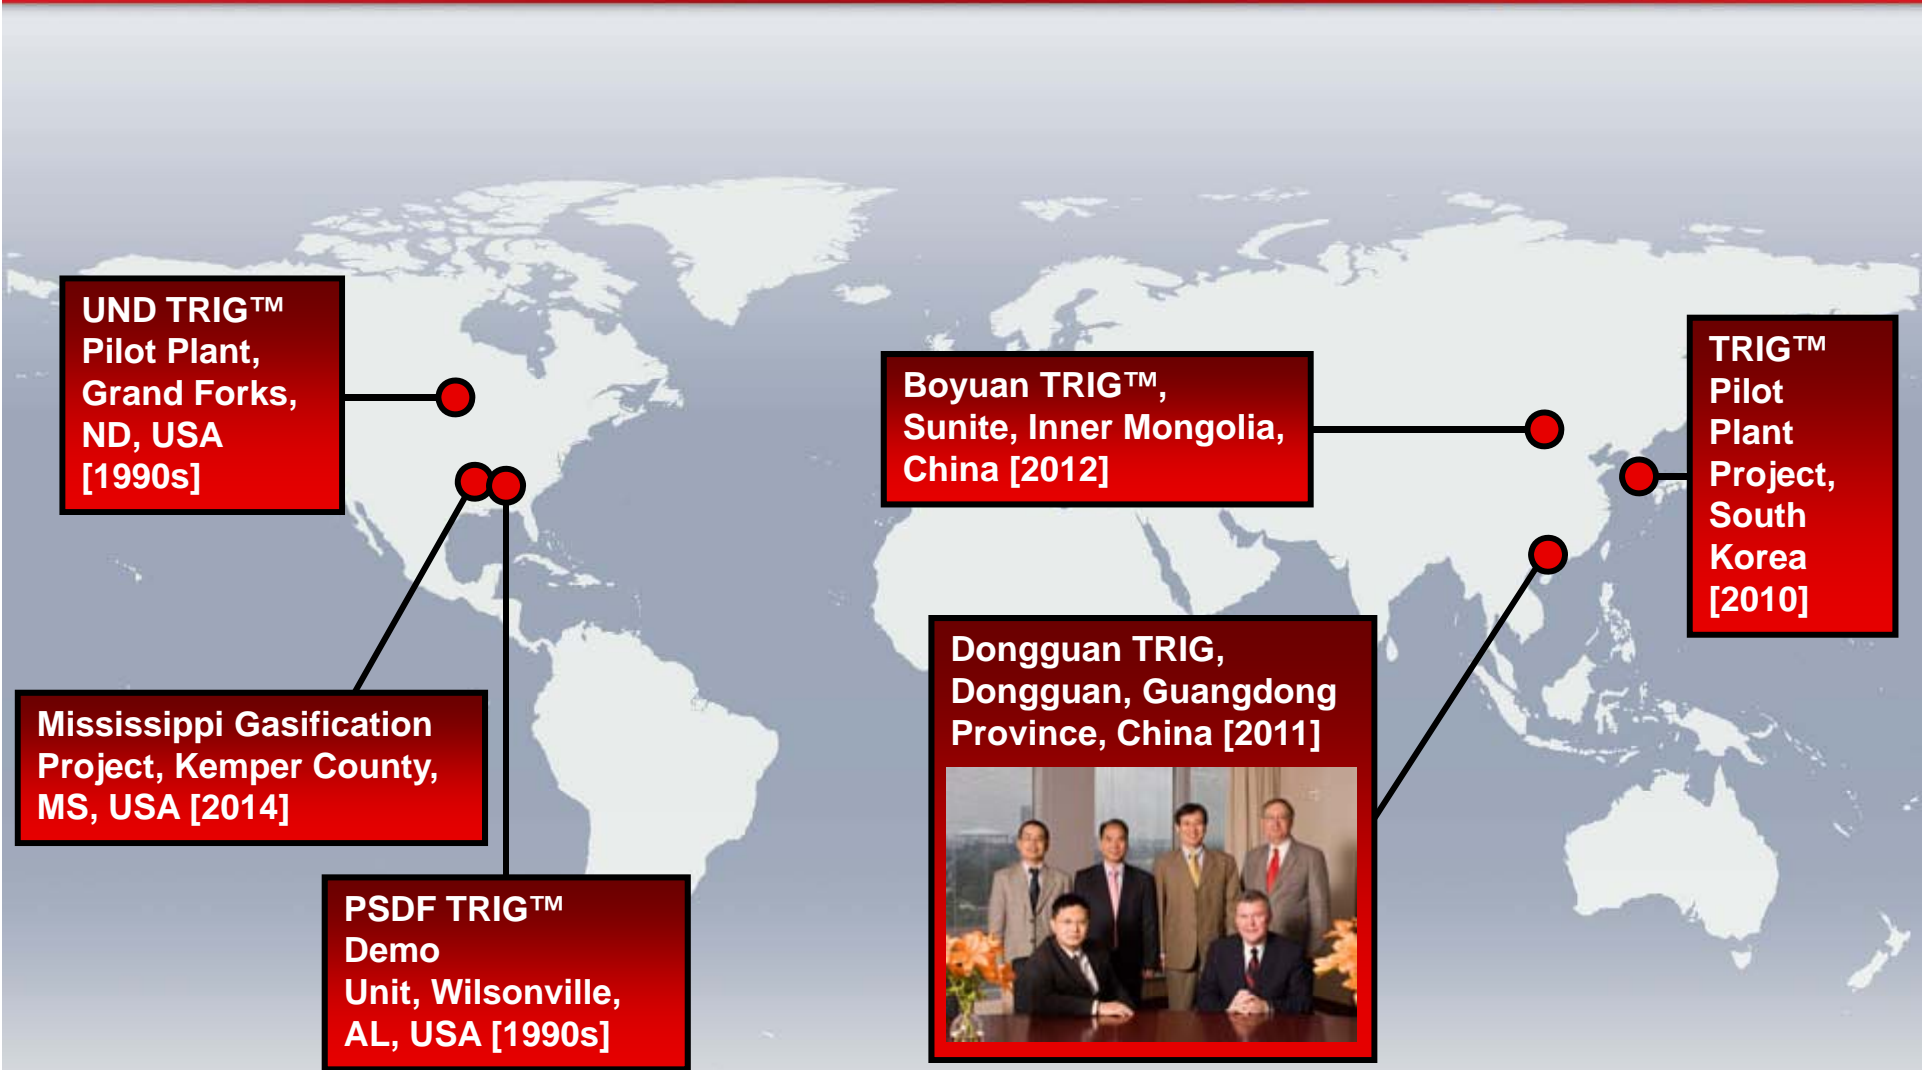 UND TRIG™
Pilot Plant,
Grand Forks,
ND, USA
[1990s]
Mississippi Gasification
Project, Kemper County,
MS, USA [2014]
PSDF TRIG™
Demo
Unit, Wilsonville,
AL, USA [1990s]
Boyuan TRIG™,
Sunite, Inner Mongolia,
China [2012]
Dongguan TRIG,
Dongguan, Guangdong
Province, China [2011]
TRIG™
Pilot
Plant
Project,
South
Korea
[2010]